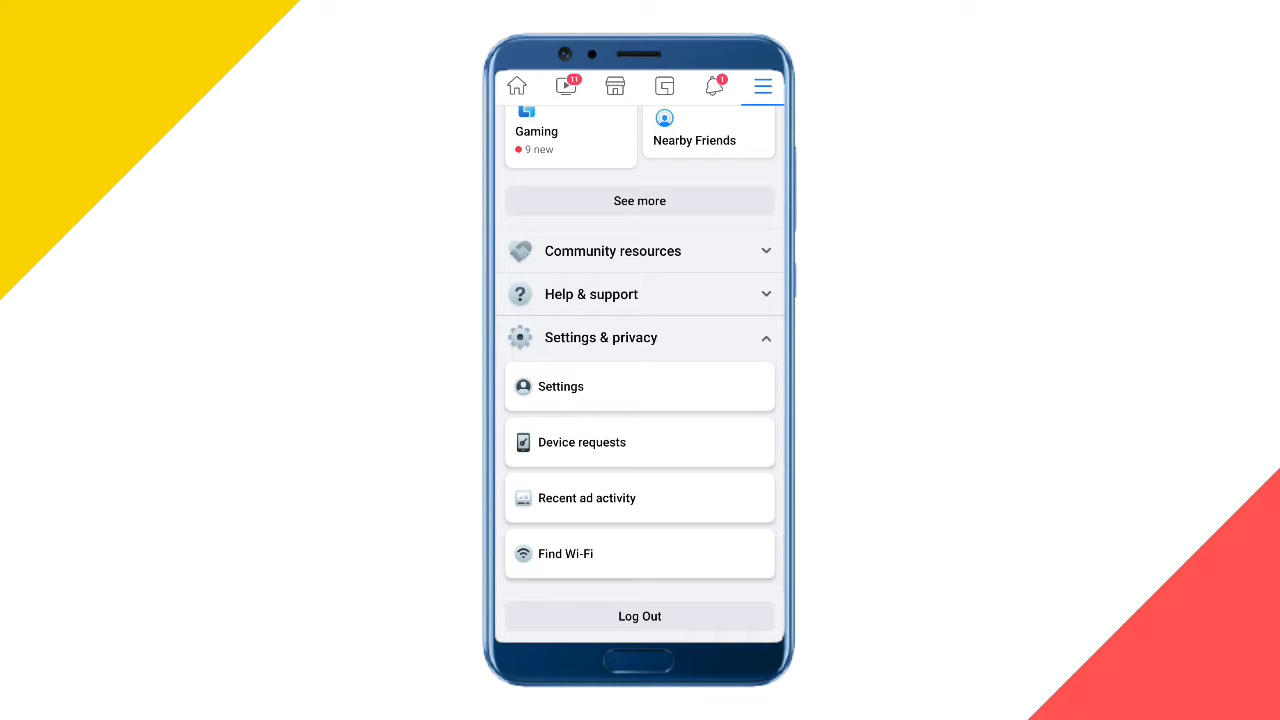 11
1
Gaming
9 new
Nearby Friends
See more
Community resources
Help & support
Settings & privacy
Settings
Device requests
Recent ad activity
Find Wi-Fi
Log Out